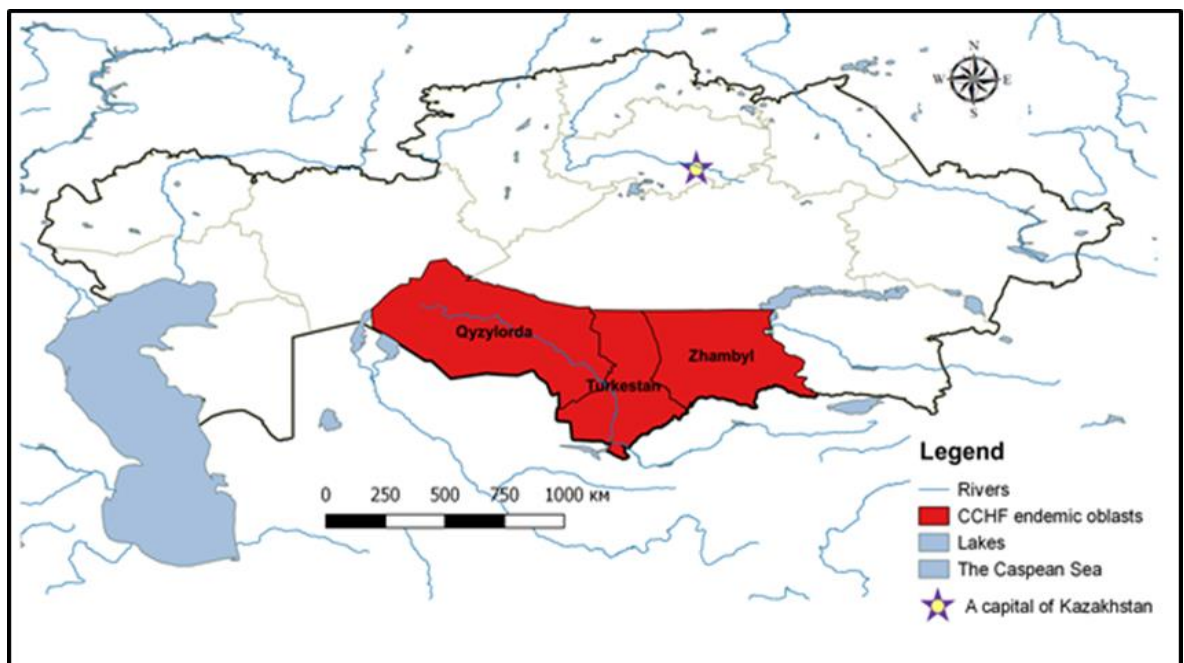 N
W E
S
Qyzylorda
Zhambyl
Turkestan
Legend
Rivers
CCHF endemic oblasts
Lakes
The Caspean Sea
A capital of Kazakhstan
0 250 500 750 1000 км